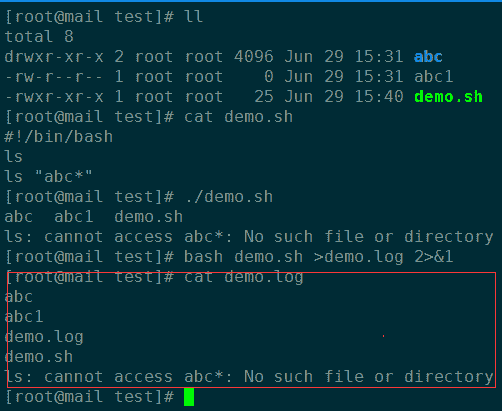 [root@mail test]# ll
total 8
drwxr-xr-x 2 root root 4096 Jun 29 15:31 abc
-rw-r--r-- 1 root root    0 Jun 29 15:31 abc1
-rwxr-xr-x 1 root root   25 Jun 29 15:40 demo.sh
[root@mail test]# cat demo.sh
#!/bin/bash
ls
ls "abc*"
[root@mail test]# ./demo.sh
abc  abc1  demo.sh
ls: cannot access abc*: No such file or directory
[root@mail test]# bash demo.sh >demo.log 2>&1
[root@mail test]# cat demo.log
abc
abc1
demo.log
demo.sh
ls: cannot access abc*: No such file or directory
[root@mail test]#